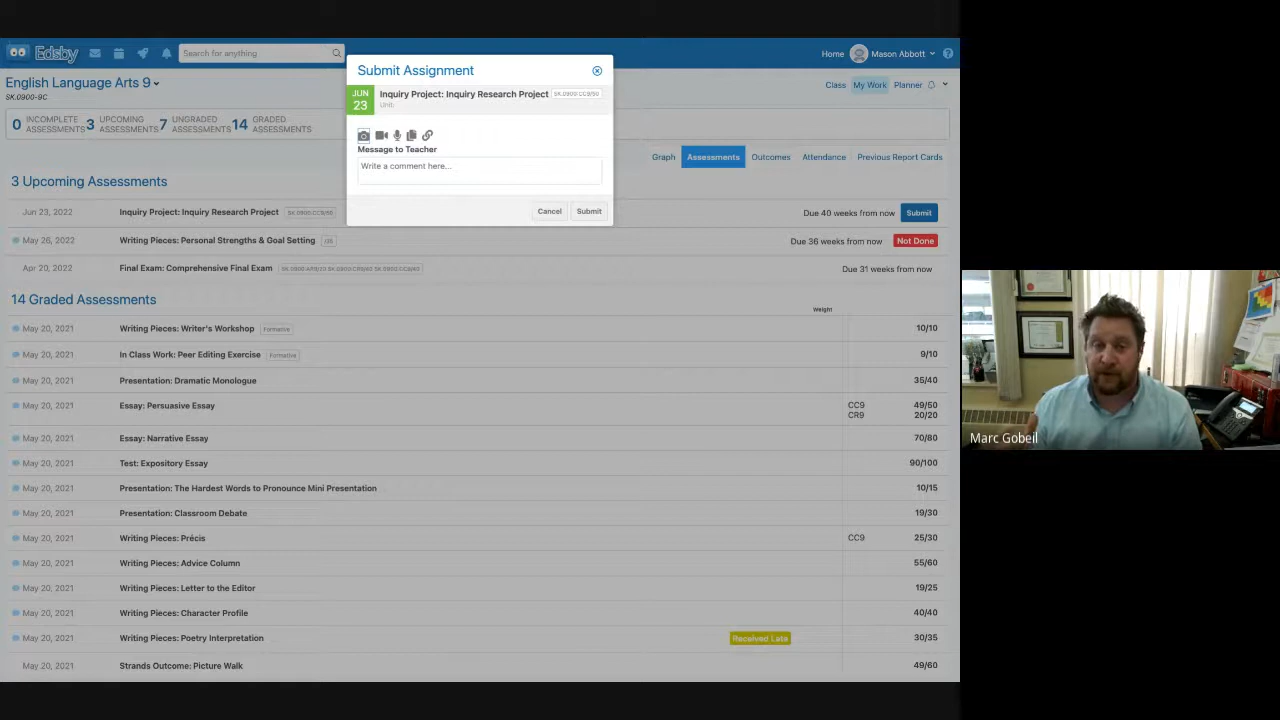 Edsby
Search for anything
Home
Mason Abbott
English Language Arts 9
SK.0900-9C
Class
My Work
Planner
0 INCOMPLETE ASSESSMENTS
3 UPCOMING ASSESSMENTS
7 UNGRADED ASSESSMENTS
14 GRADED ASSESSMENTS
Submit Assignment
JUN
23
Inquiry Project: Inquiry Research Project SK.0900:CC9/50
Unit:
Message to Teacher
Write a comment here...
Cancel
Submit
Graph
Assessments
Outcomes
Attendance
Previous Report Cards
3 Upcoming Assessments
Jun 23, 2022 Inquiry Project: Inquiry Research Project SK.0900:CC9/50 Due 40 weeks from now Submit
May 26, 2022 Writing Pieces: Personal Strengths & Goal Setting Due 36 weeks from now Not Done
Apr 20, 2022 Final Exam: Comprehensive Final Exam Due 31 weeks from now
14 Graded Assessments
Weight
May 20, 2021 Writing Pieces: Writer's Workshop Formative 10/10
May 20, 2021 In Class Work: Peer Editing Exercise Formative 9/10
May 20, 2021 Presentation: Dramatic Monologue 35/40
May 20, 2021 Essay: Persuasive Essay CC9 49/50
CR9 20/20
May 20, 2021 Essay: Narrative Essay 70/80
May 20, 2021 Test: Expository Essay 90/100
May 20, 2021 Presentation: The Hardest Words to Pronounce Mini Presentation 10/15
May 20, 2021 Presentation: Classroom Debate 19/30
May 20, 2021 Writing Pieces: Précis CC9 25/30
May 20, 2021 Writing Pieces: Advice Column 55/60
May 20, 2021 Writing Pieces: Letter to the Editor 19/25
May 20, 2021 Writing Pieces: Character Profile 40/40
May 20, 2021 Writing Pieces: Poetry Interpretation Received Late 30/35
May 20, 2021 Strands Outcome: Picture Walk 49/60
Marc Gobeil